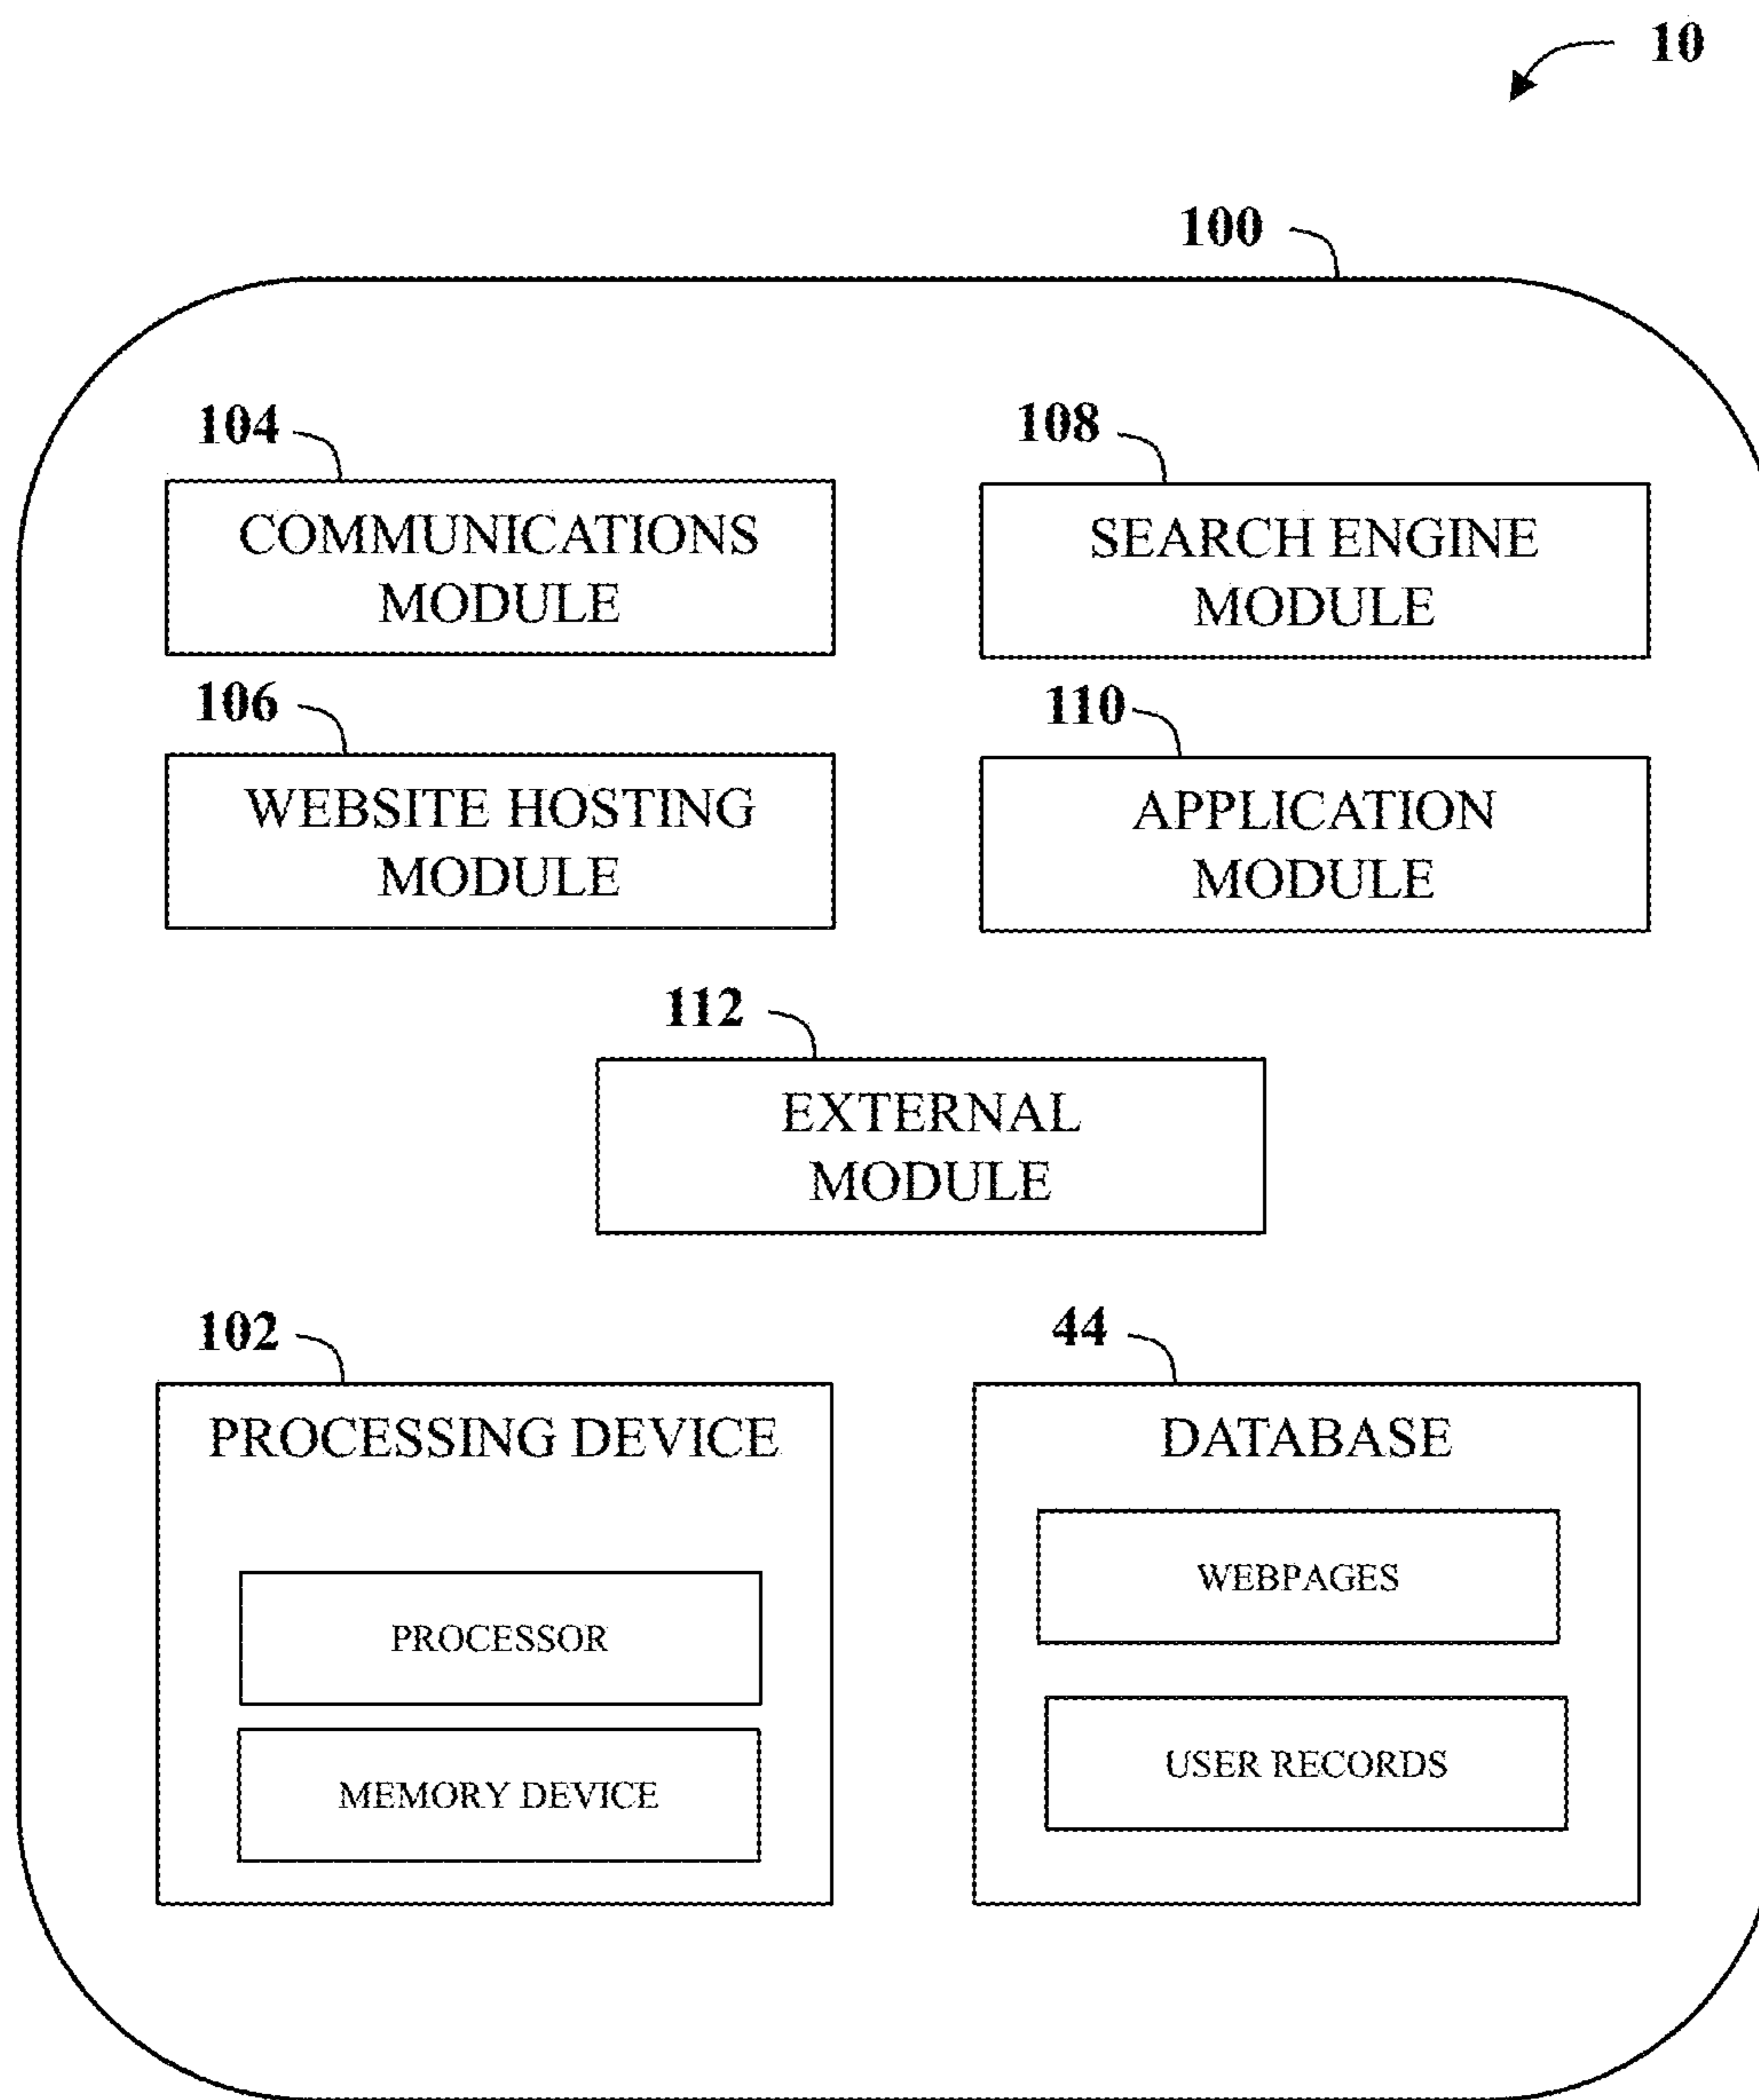 10
100
104
COMMUNICATIONS
MODULE
108
SEARCH ENGINE
MODULE
106
WEBSITE HOSTING
MODULE
110
APPLICATION
MODULE
112
EXTERNAL
MODULE
102
PROCESSING DEVICE
PROCESSOR
MEMORY DEVICE
44
DATABASE
WEBPAGES
USER RECORDS